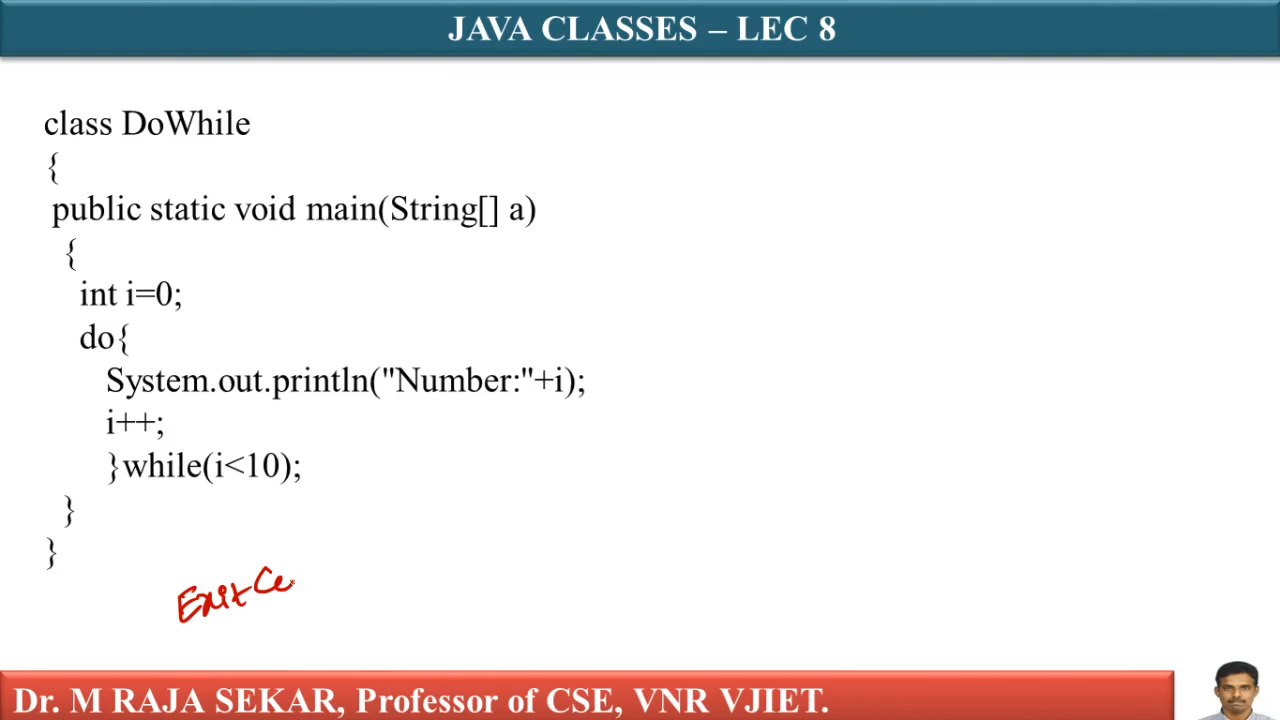 JAVA CLASSES – LEC 8
class DoWhile
{
public static void main(String[] a)
{
int i=0;
do{
System.out.println("Number:"+i);
i++;
}while(i<10);
}
}
Exit
Dr. M RAJA SEKAR, Professor of CSE, VNR VJIET.